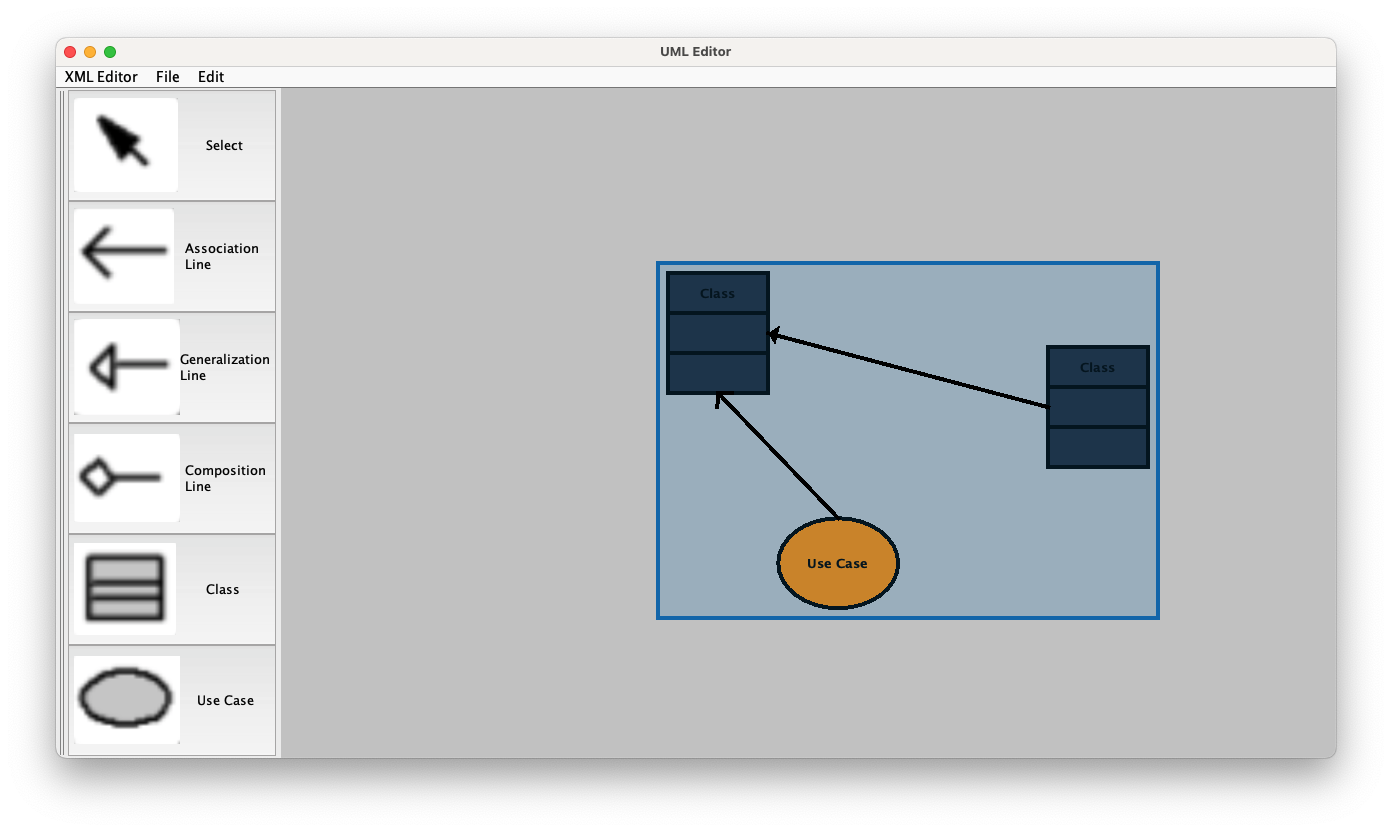 UML Editor
XML Editor File Edit
Select
Association
Line
Generalization
Line
Composition
Line
Class
Use Case
Class
Class
Use Case